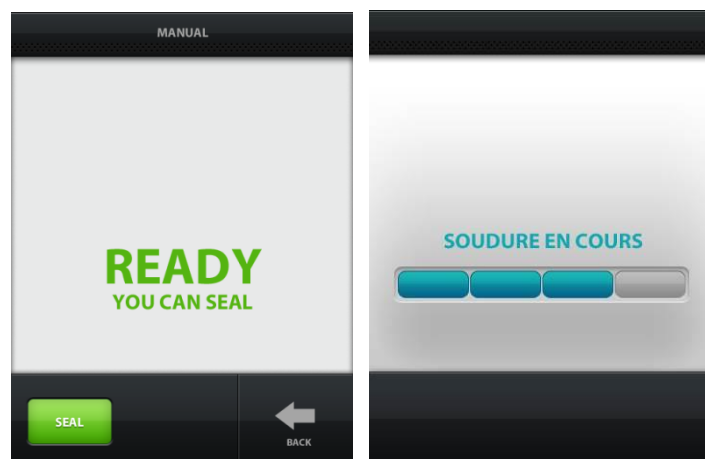 MANUAL
READY
YOU CAN SEAL
SEAL
BACK
SOUDURE EN COURS